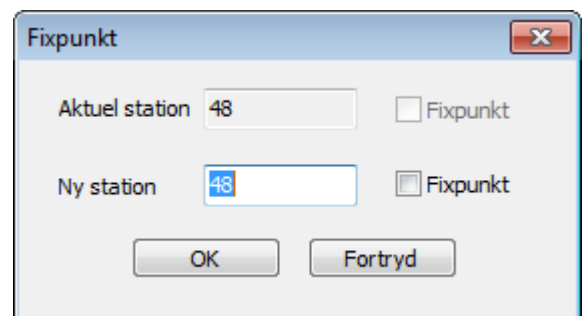 Fixpunkt
Aktuel station 48 Fixpunkt
Ny station 48 Fixpunkt
OK Fortryd